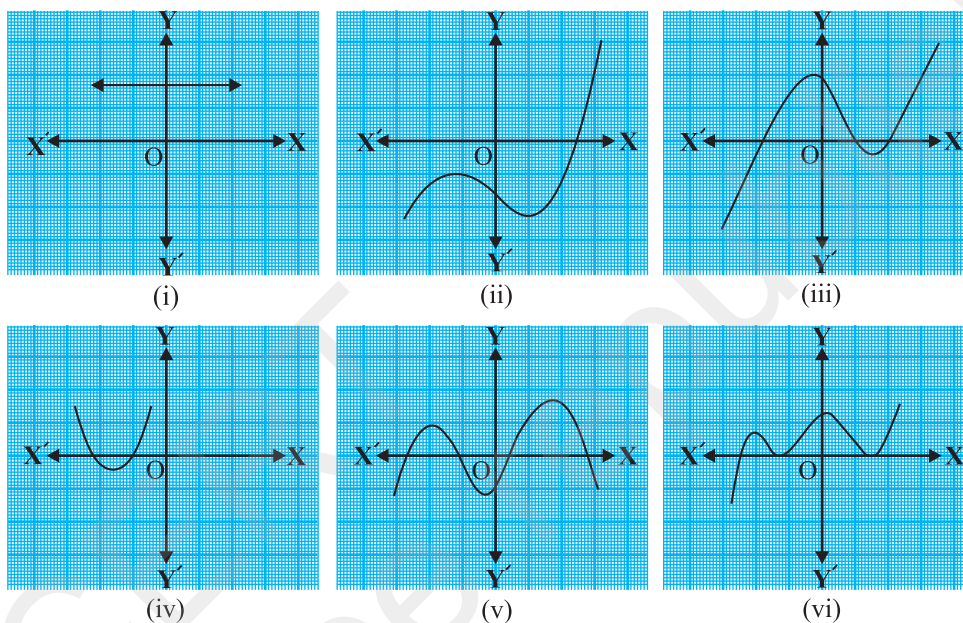 Y Y Y
X′ O X X′ O X X′ O X
Y′ Y′ Y′
(i) (ii) (iii)
Y Y Y
X′ O X X′ O X X′ O X
Y′ Y′ Y′
(iv) (v) (vi)